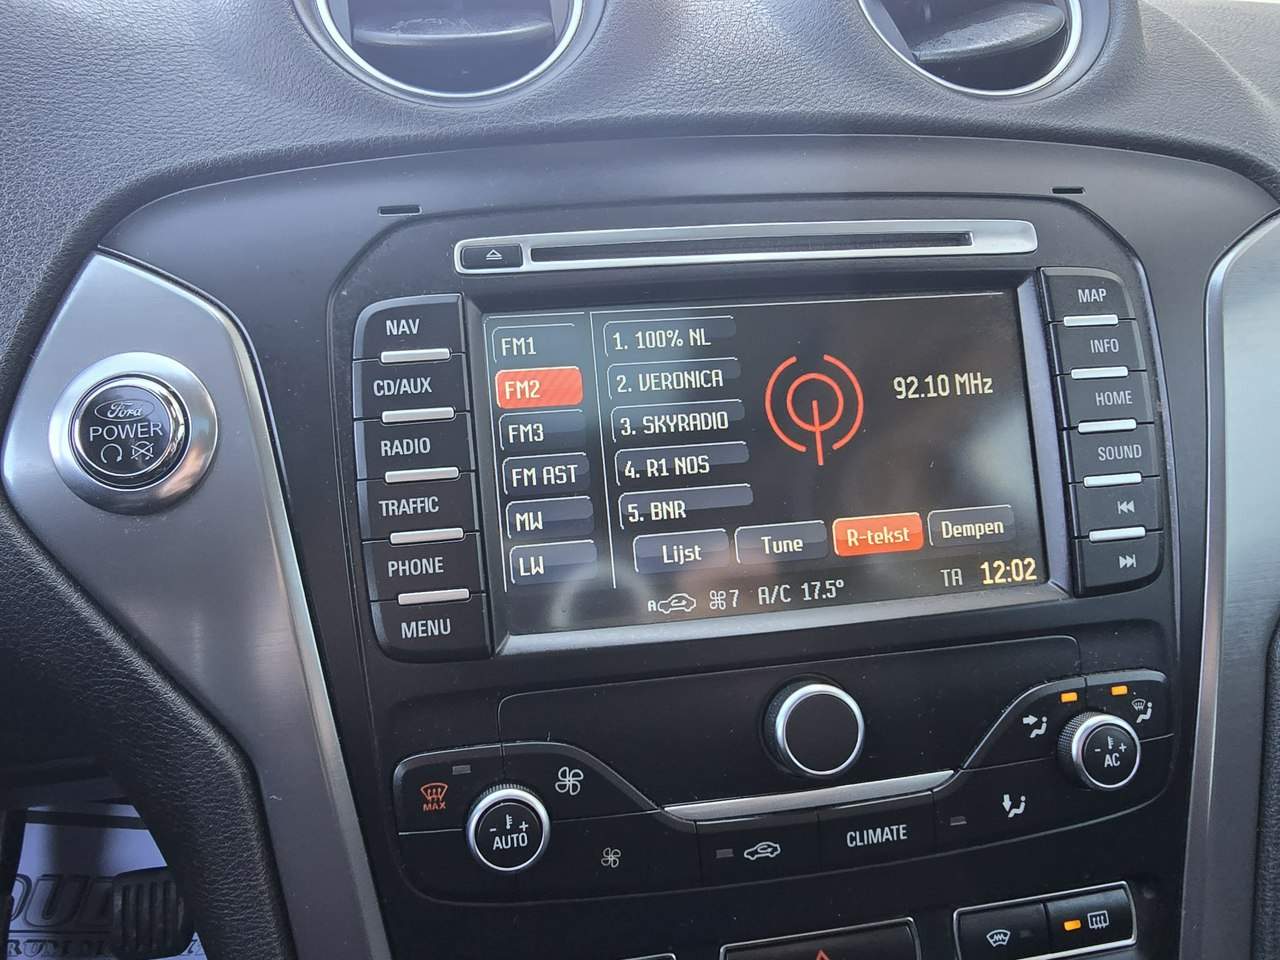 NAV
CD/AUX
RADIO
TRAFFIC
PHONE
MENU
Ford
POWER
FM1
FM2
FM3
FM AST
MW
LW
1. 100% NL
2. VERONICA
3. SKYRADIO
4. R1 NOS
5. BNR
92.10 MHz
Lijst
Tune
R-tekst
Dempen
A
7
A/C 17.5°
TA
12:02
MAP
INFO
HOME
SOUND
MAX
- +
AUTO
CLIMATE
- +
AC